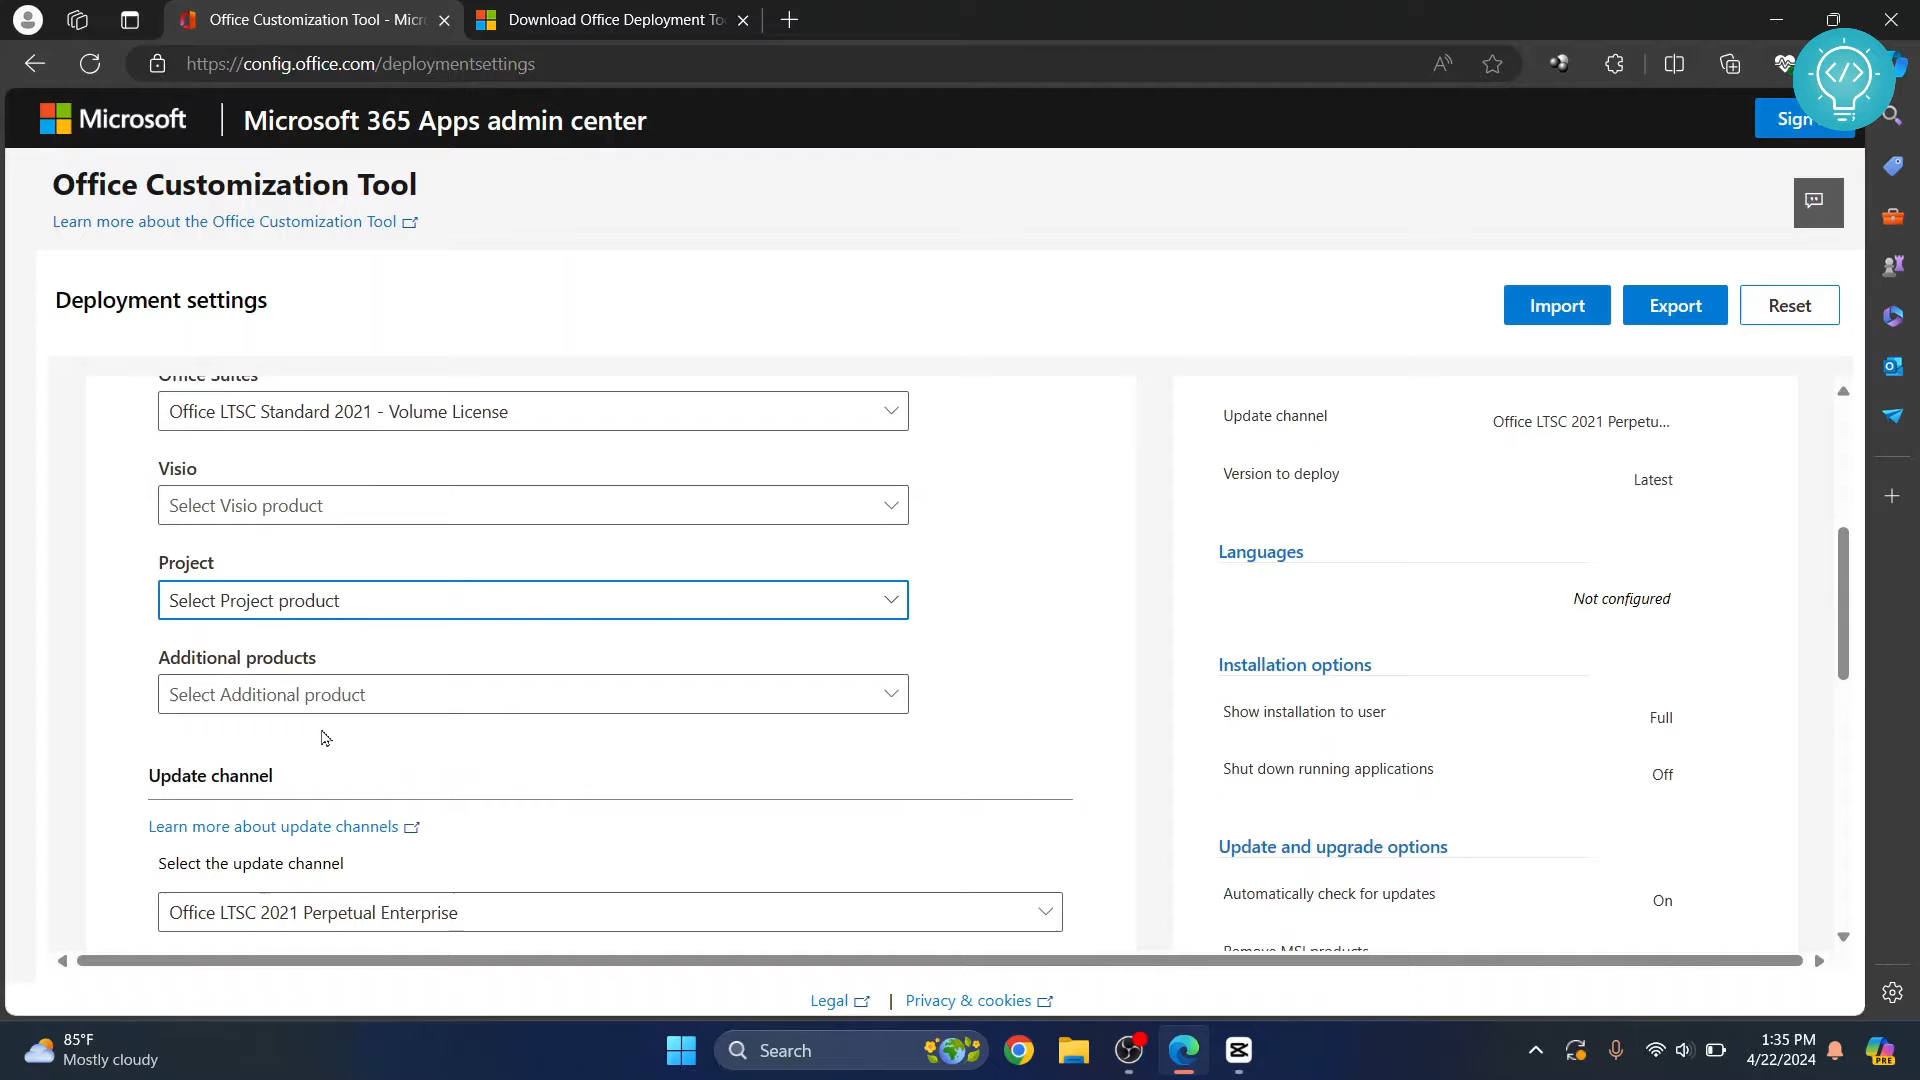 Office Customization Tool - Micr
Download Office Deployment To
https://config.office.com/deploymentsettings
Microsoft
Microsoft 365 Apps admin center
Sign
Office Customization Tool
Learn more about the Office Customization Tool
Deployment settings
Import
Export
Reset
Office Suites
Office LTSC Standard 2021 - Volume License
Visio
Select Visio product
Project
Select Project product
Additional products
Select Additional product
Update channel
Learn more about update channels
Select the update channel
Office LTSC 2021 Perpetual Enterprise
Update channel
Office LTSC 2021 Perpetu...
Version to deploy
Latest
Languages
Not configured
Installation options
Show installation to user
Full
Shut down running applications
Off
Update and upgrade options
Automatically check for updates
On
Remove MSI products
Legal
Privacy & cookies
85°F
Mostly cloudy
Search
1:35 PM
4/22/2024
PRE